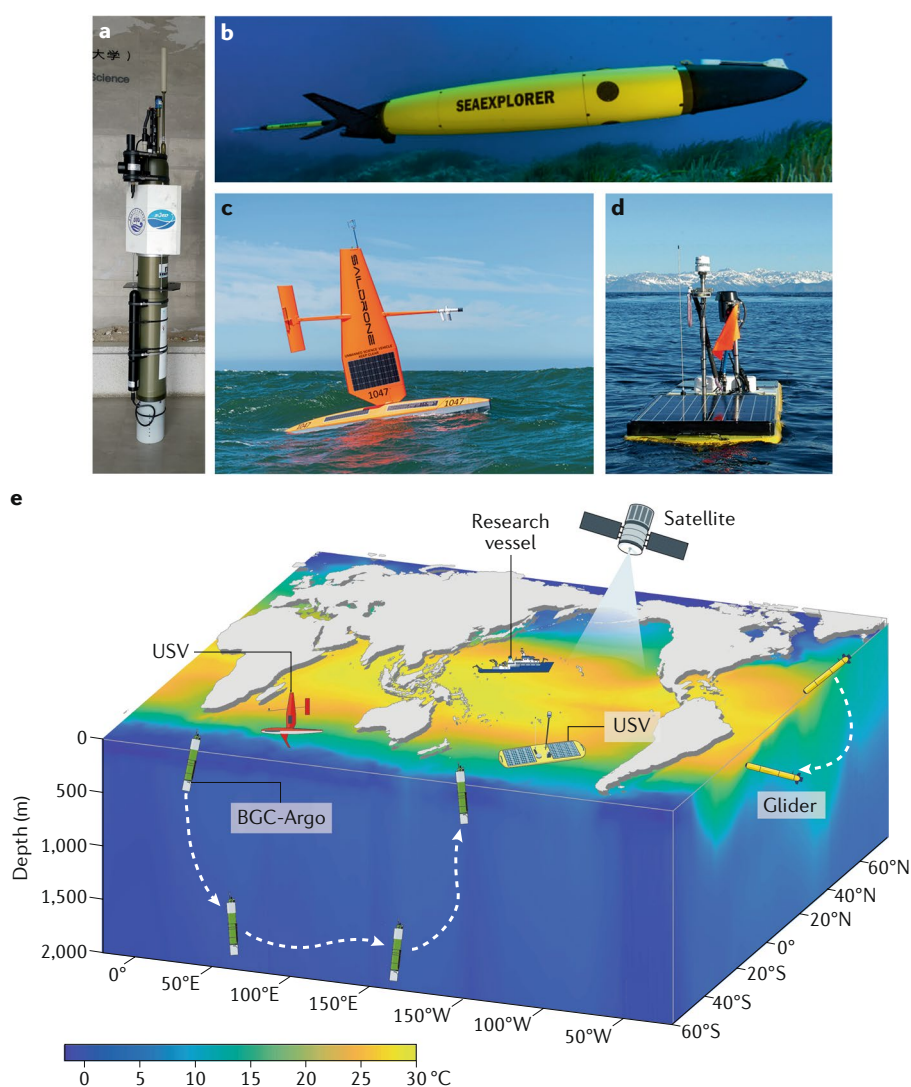 a
大学）
Science
b
SEAEXPLORER
c
SAILDRONE
1047
1047
d
e
Research
vessel
Satellite
USV
USV
BGC-Argo
Glider
Depth (m)
0
500
1,000
1,500
2,000
0°
50°E
100°E
150°E
150°W
100°W
50°W
60°S
40°S
20°S
0°
20°N
40°N
60°N
0
5
10
15
20
25
30 °C